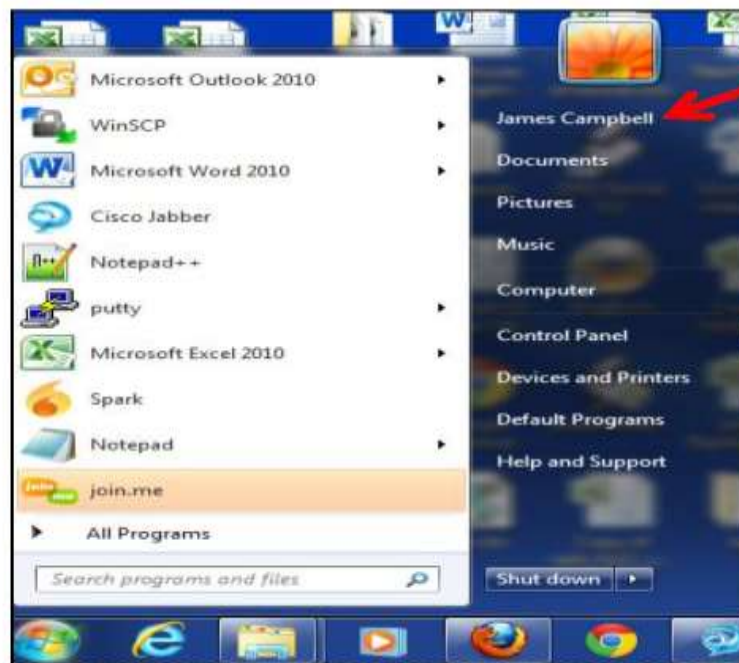 Microsoft Outlook 2010
WinSCP
Microsoft Word 2010
Cisco Jabber
Notepad++
putty
Microsoft Excel 2010
Spark
Notepad
join.me
All Programs
Search programs and files
James Campbell
Documents
Pictures
Music
Computer
Control Panel
Devices and Printers
Default Programs
Help and Support
Shut down